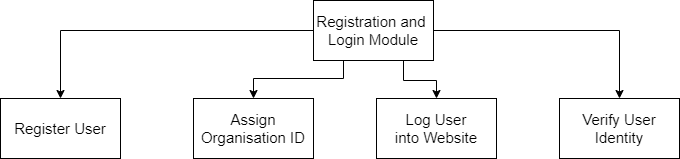 Registration and
Login Module
Register User
Assign
Organisation ID
Log User
into Website
Verify User
Identity